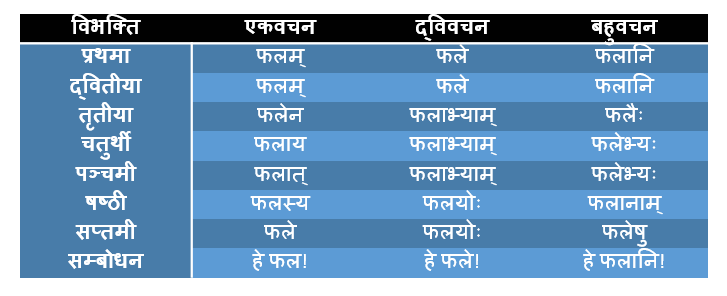 विभक्ति एकवचन द्विवचन बहुवचन
प्रथमा फलम् फले फलानि
द्वितीया फलम् फले फलानि
तृतीया फलेन फलाभ्याम् फलैः
चतुर्थी फलाय फलाभ्याम् फलेभ्यः
पञ्चमी फलात् फलाभ्याम् फलेभ्यः
षष्ठी फलस्य फलयोः फलानाम्
सप्तमी फले फलयोः फलेषु
सम्बोधन हे फल! हे फले! हे फलानि!